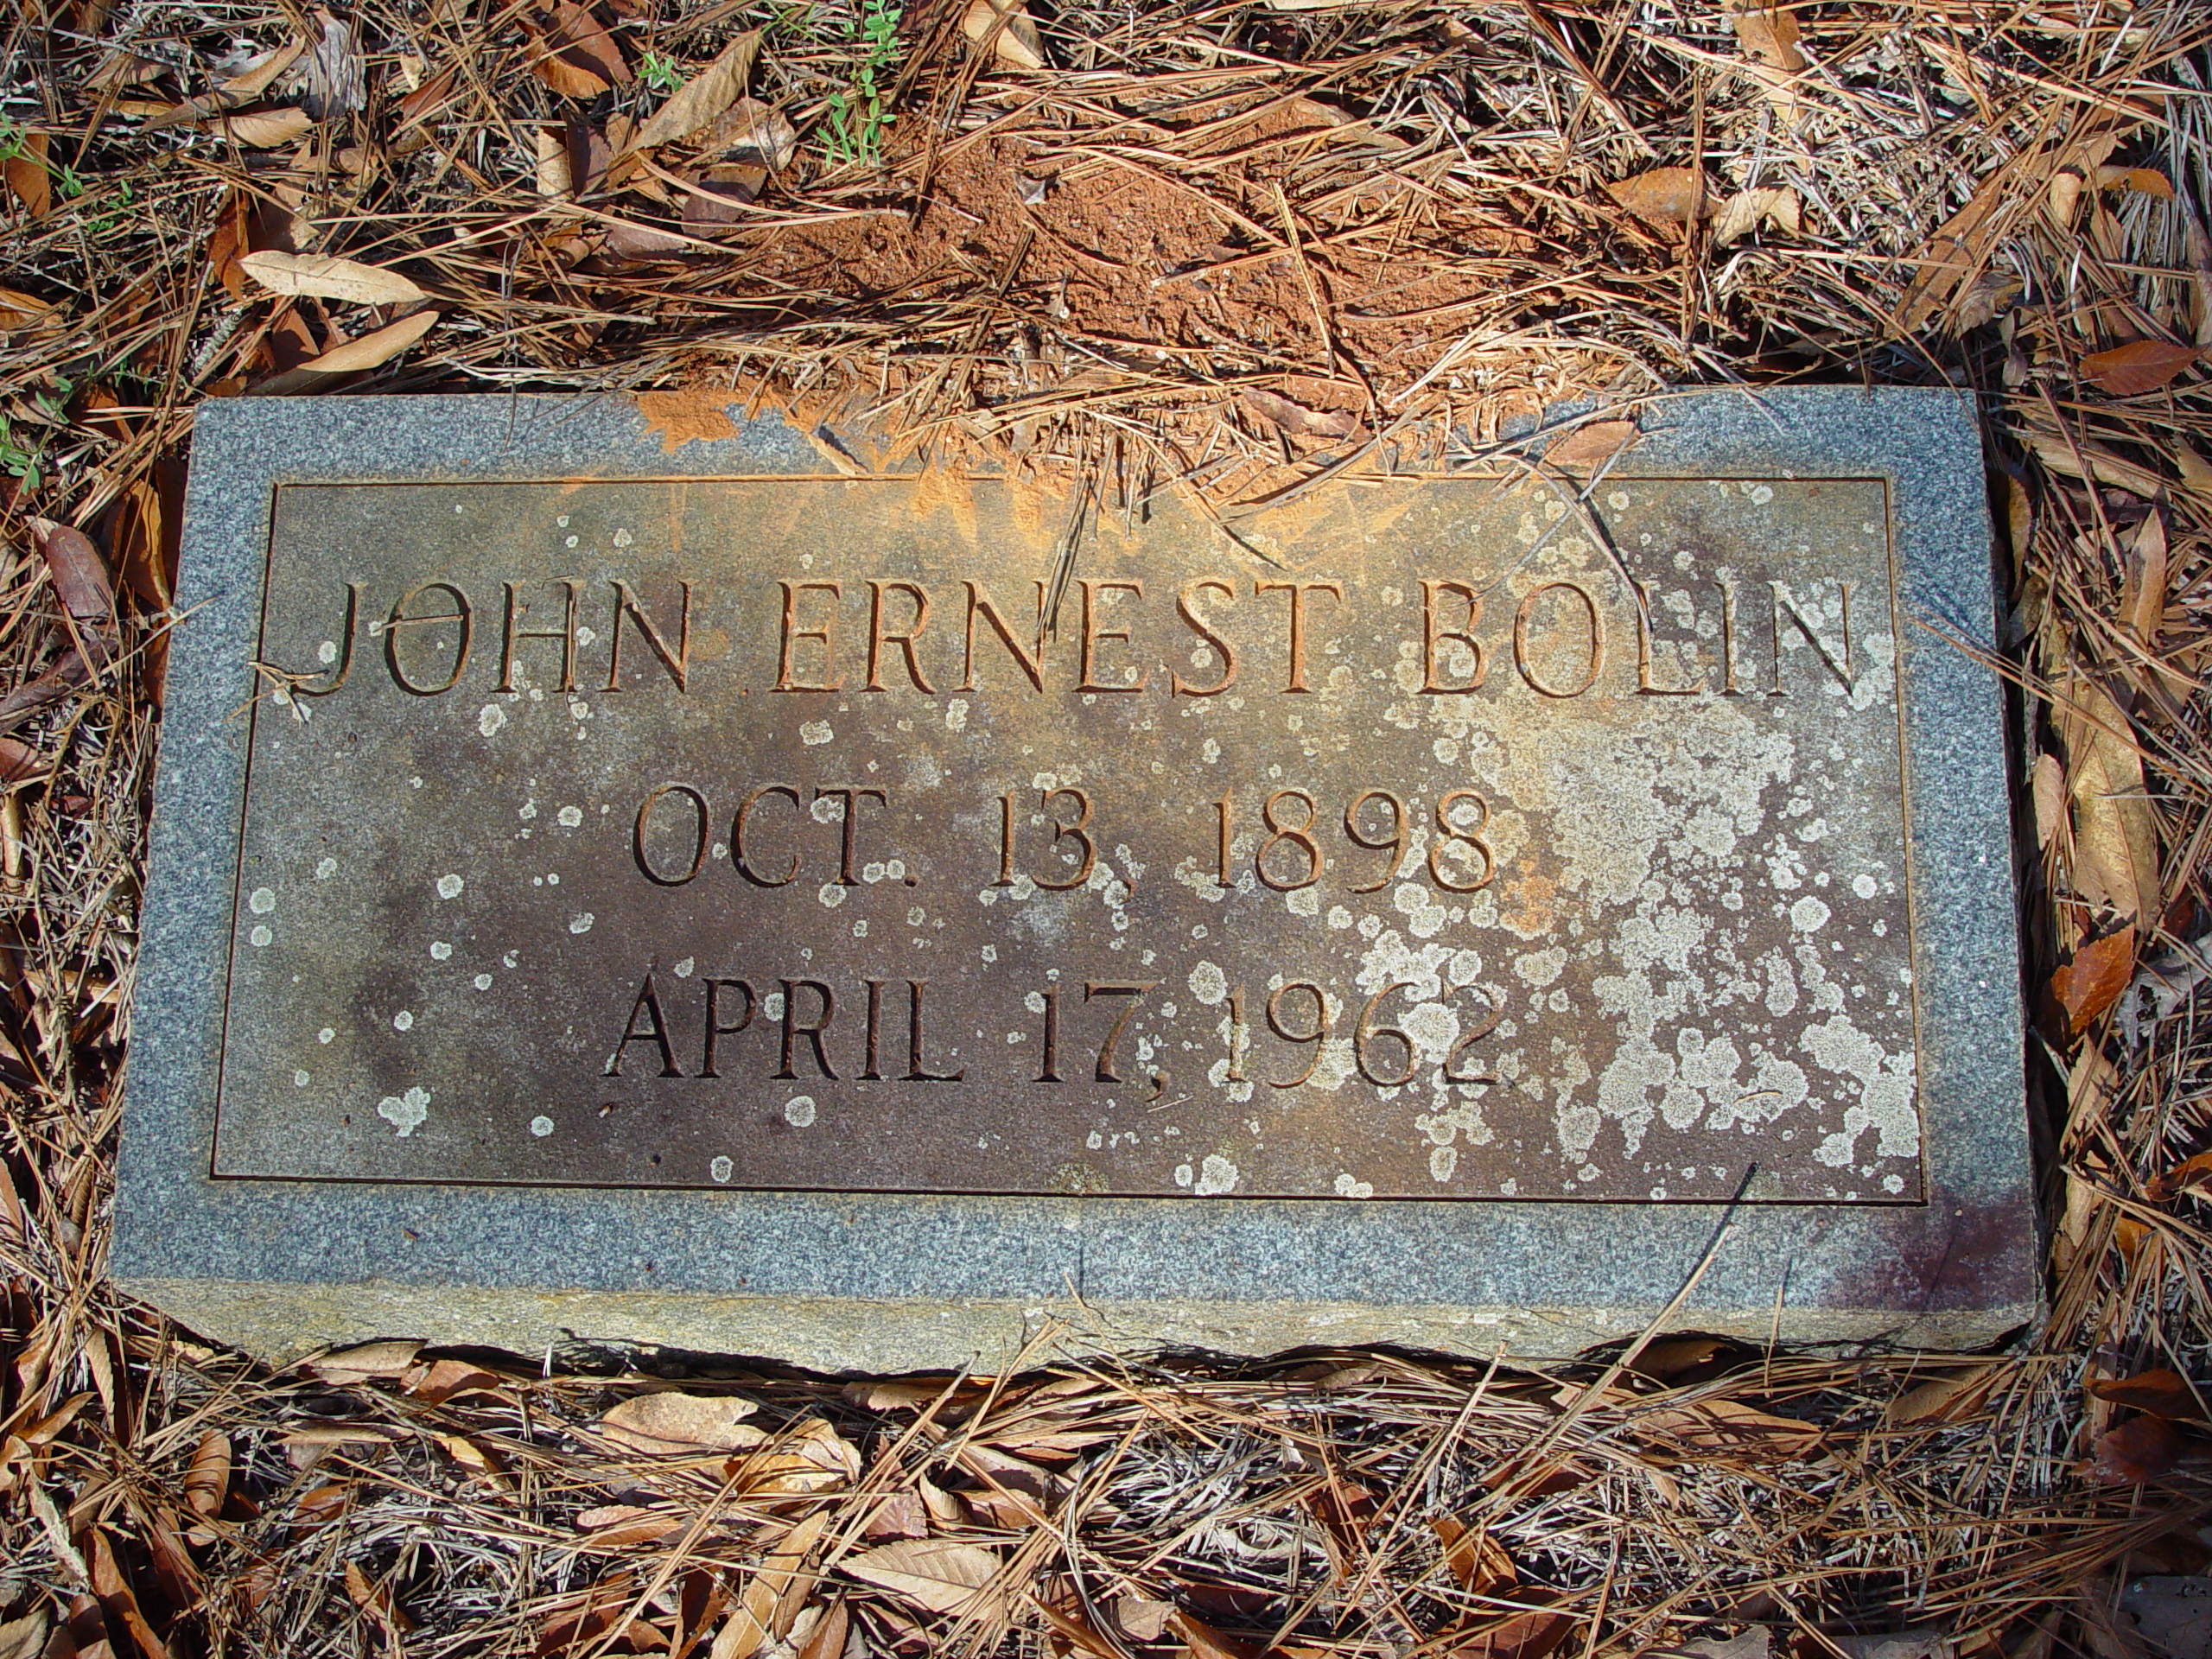 JOHN ERNEST BOLIN
OCT. 13, 1898
APRIL 17, 1962